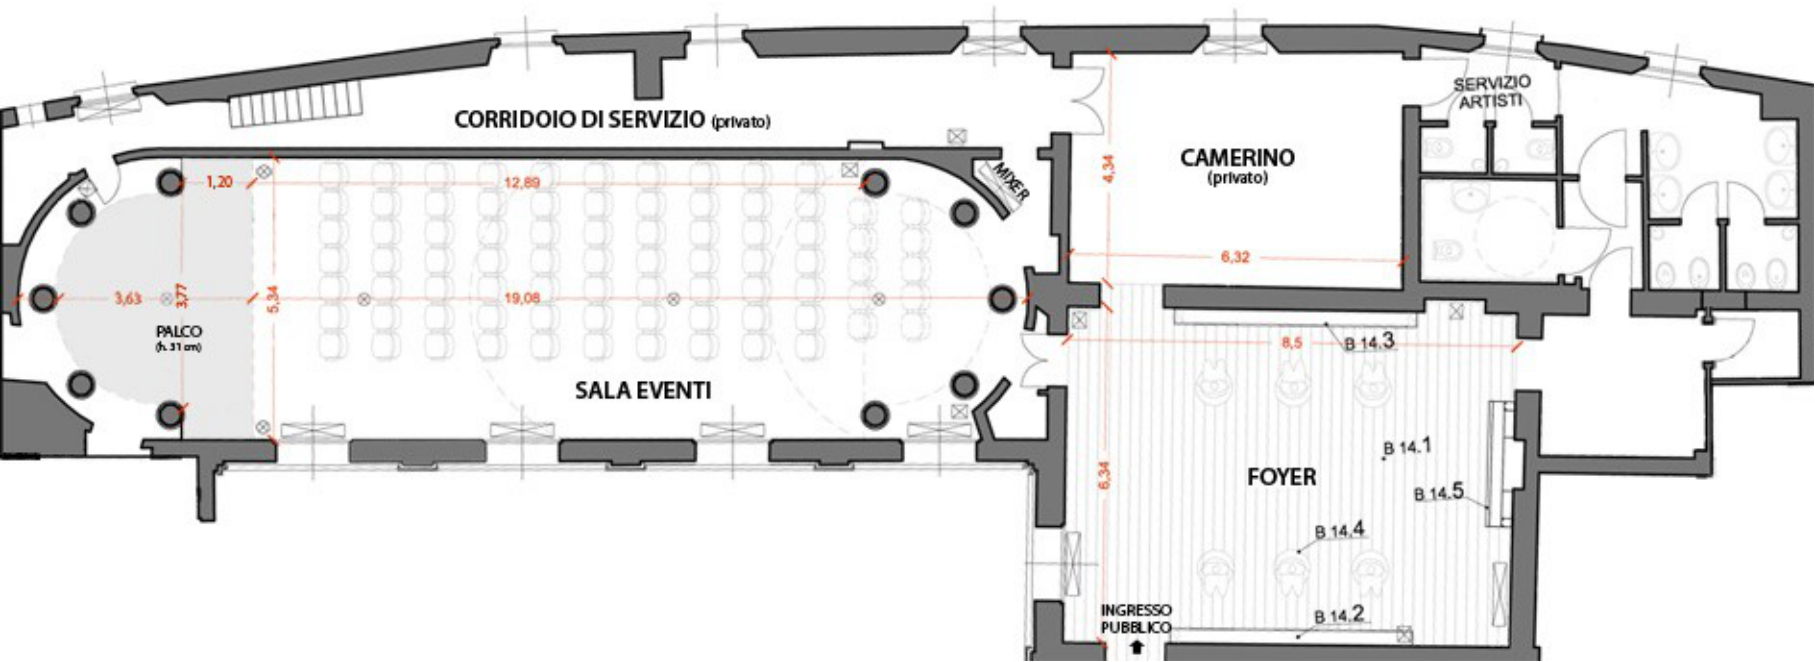 SERVIZIO
ARTISTI
CORRIDOIO DI SERVIZIO (privato)
CAMERINO
(privato)
4,34
MIXER
1,20
12,89
6,32
3,63
3,77
5,34
19,08
PALCO
(h. 31 cm)
8,5
B 14.3
SALA EVENTI
B 14.1
FOYER
6,34
B 14.5
B 14.4
INGRESSO
PUBBLICO
B 14.2